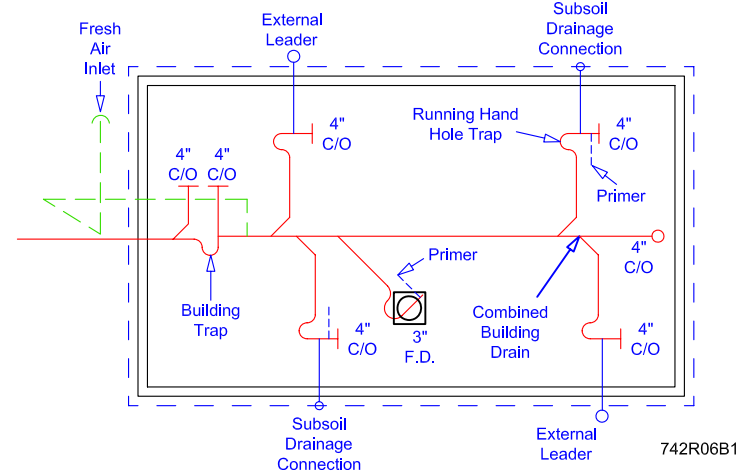 Fresh
Air
Inlet
External
Leader
Subsoil
Drainage
Connection
4"
C/O
4"
C/O
4"
C/O
Running Hand
Hole Trap
4"
C/O
Primer
Building
Trap
Primer
4"
C/O
4"
C/O
3"
F.D.
Combined
Building
Drain
4"
C/O
Subsoil
Drainage
Connection
External
Leader
742R06B1